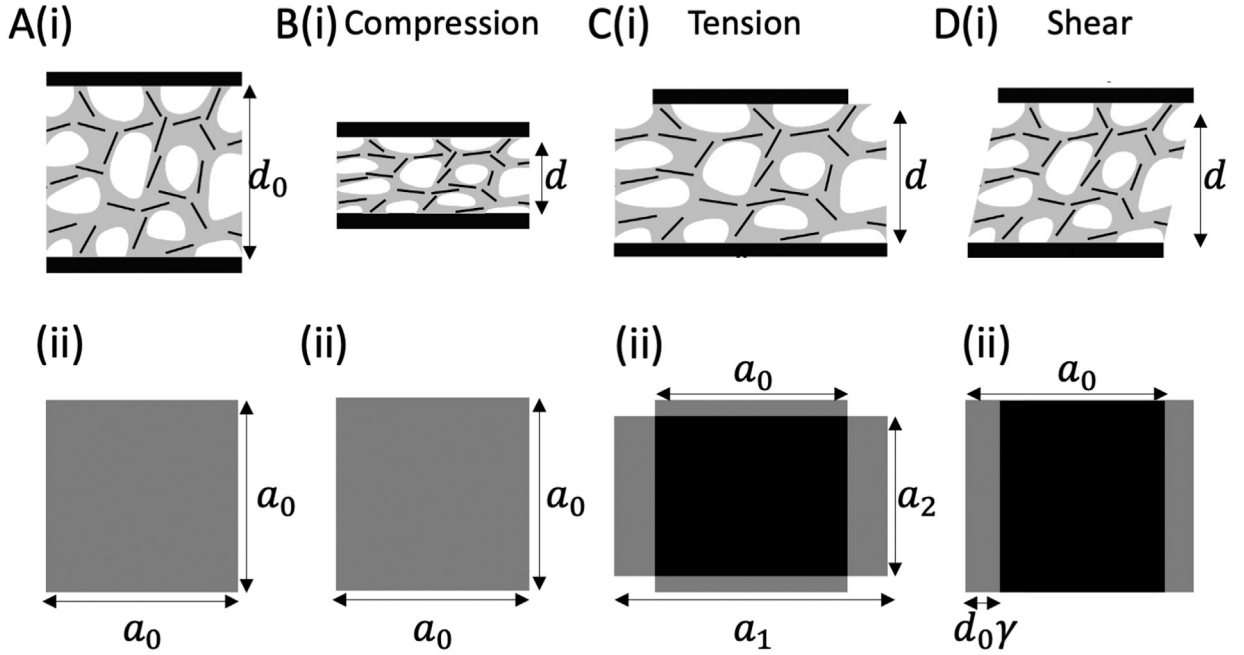 A(i)
B(i) Compression
C(i) Tension
D(i) Shear
d₀
d
d
d
(ii)
(ii)
(ii)
(ii)
a₀
a₀
a₀
a₀
a₀
a₂
a₁
a₀
d₀γ